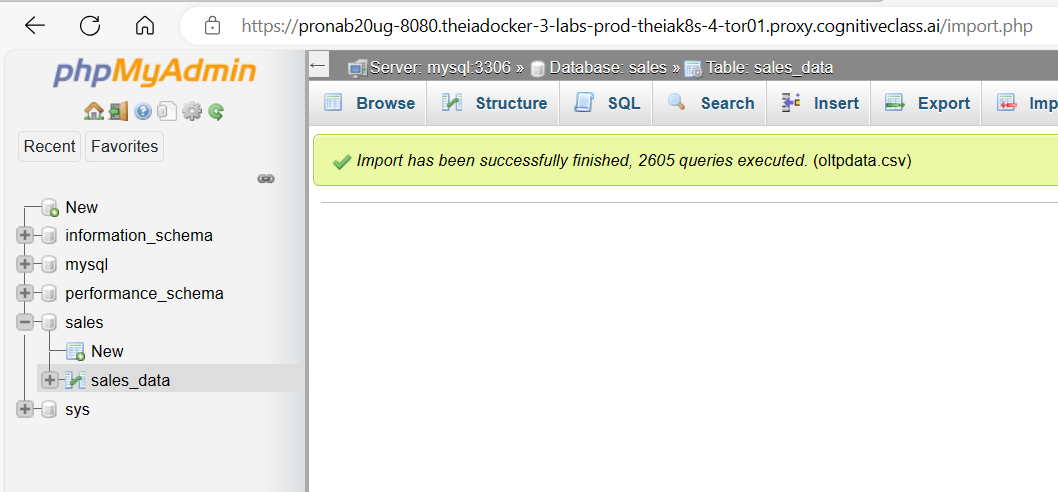 https://pronab20ug-8080.theiadocker-3-labs-prod-theiak8s-4-tor01.proxy.cognitiveclass.ai/import.php
phpMyAdmin
Recent Favorites
New
information_schema
mysql
performance_schema
sales
New
sales_data
sys
Server: mysql:3306 » Database: sales » Table: sales_data
Browse Structure SQL Search Insert Export Imp
Import has been successfully finished, 2605 queries executed. (oltpdata.csv)